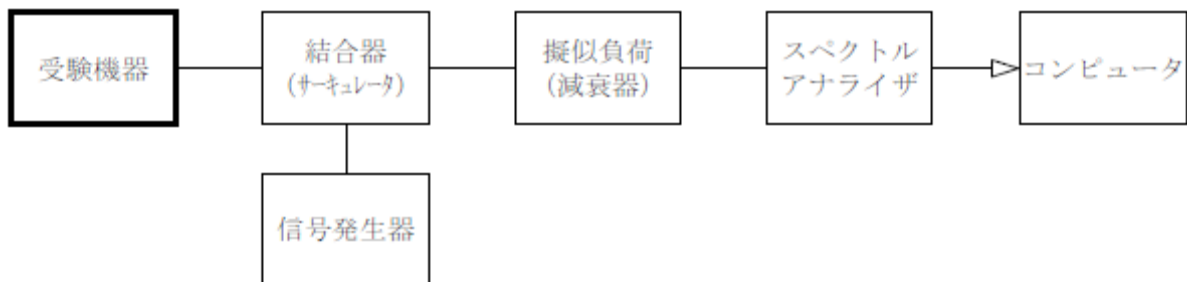 受験機器
結合器
(サーキュレータ)
擬似負荷
(減衰器)
スペクトル
アナライザ
コンピュータ
信号発生器